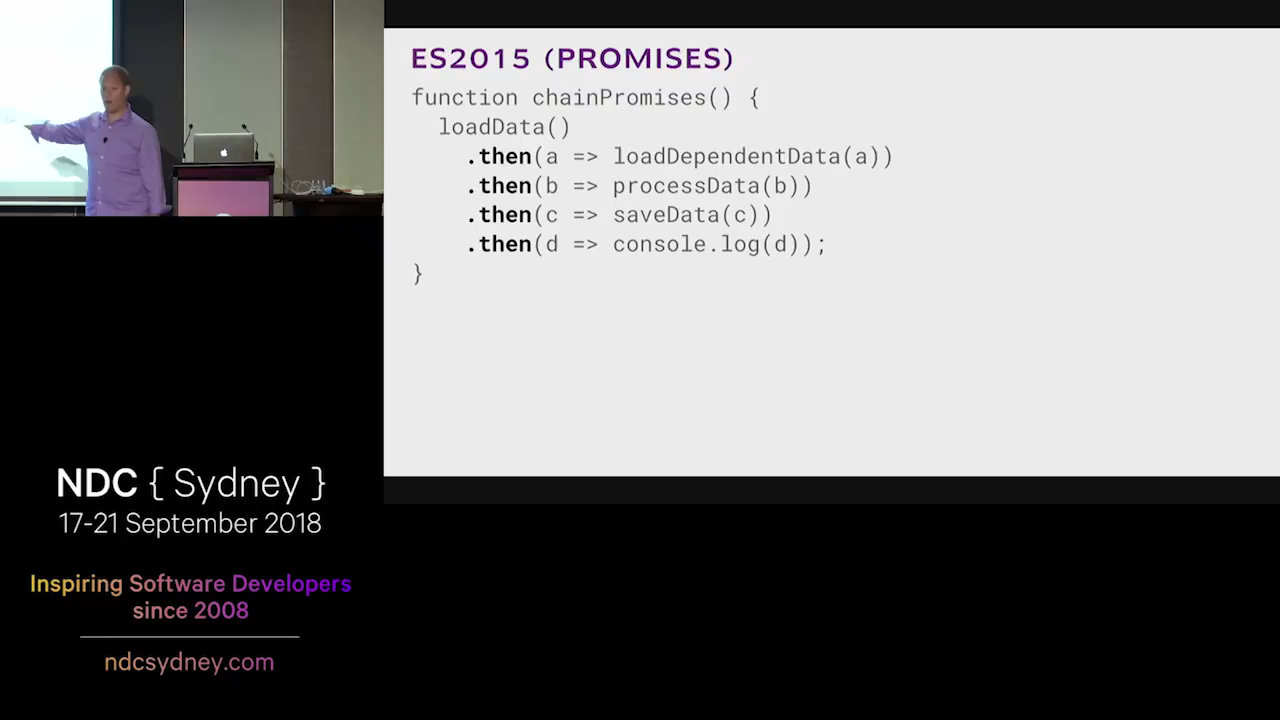 ES2015 (PROMISES)
function chainPromises() {
loadData()
.then(a => loadDependentData(a))
.then(b => processData(b))
.then(c => saveData(c))
.then(d => console.log(d));
}
NDC { Sydney }
17-21 September 2018
Inspiring Software Developers
since 2008
ndcsydney.com